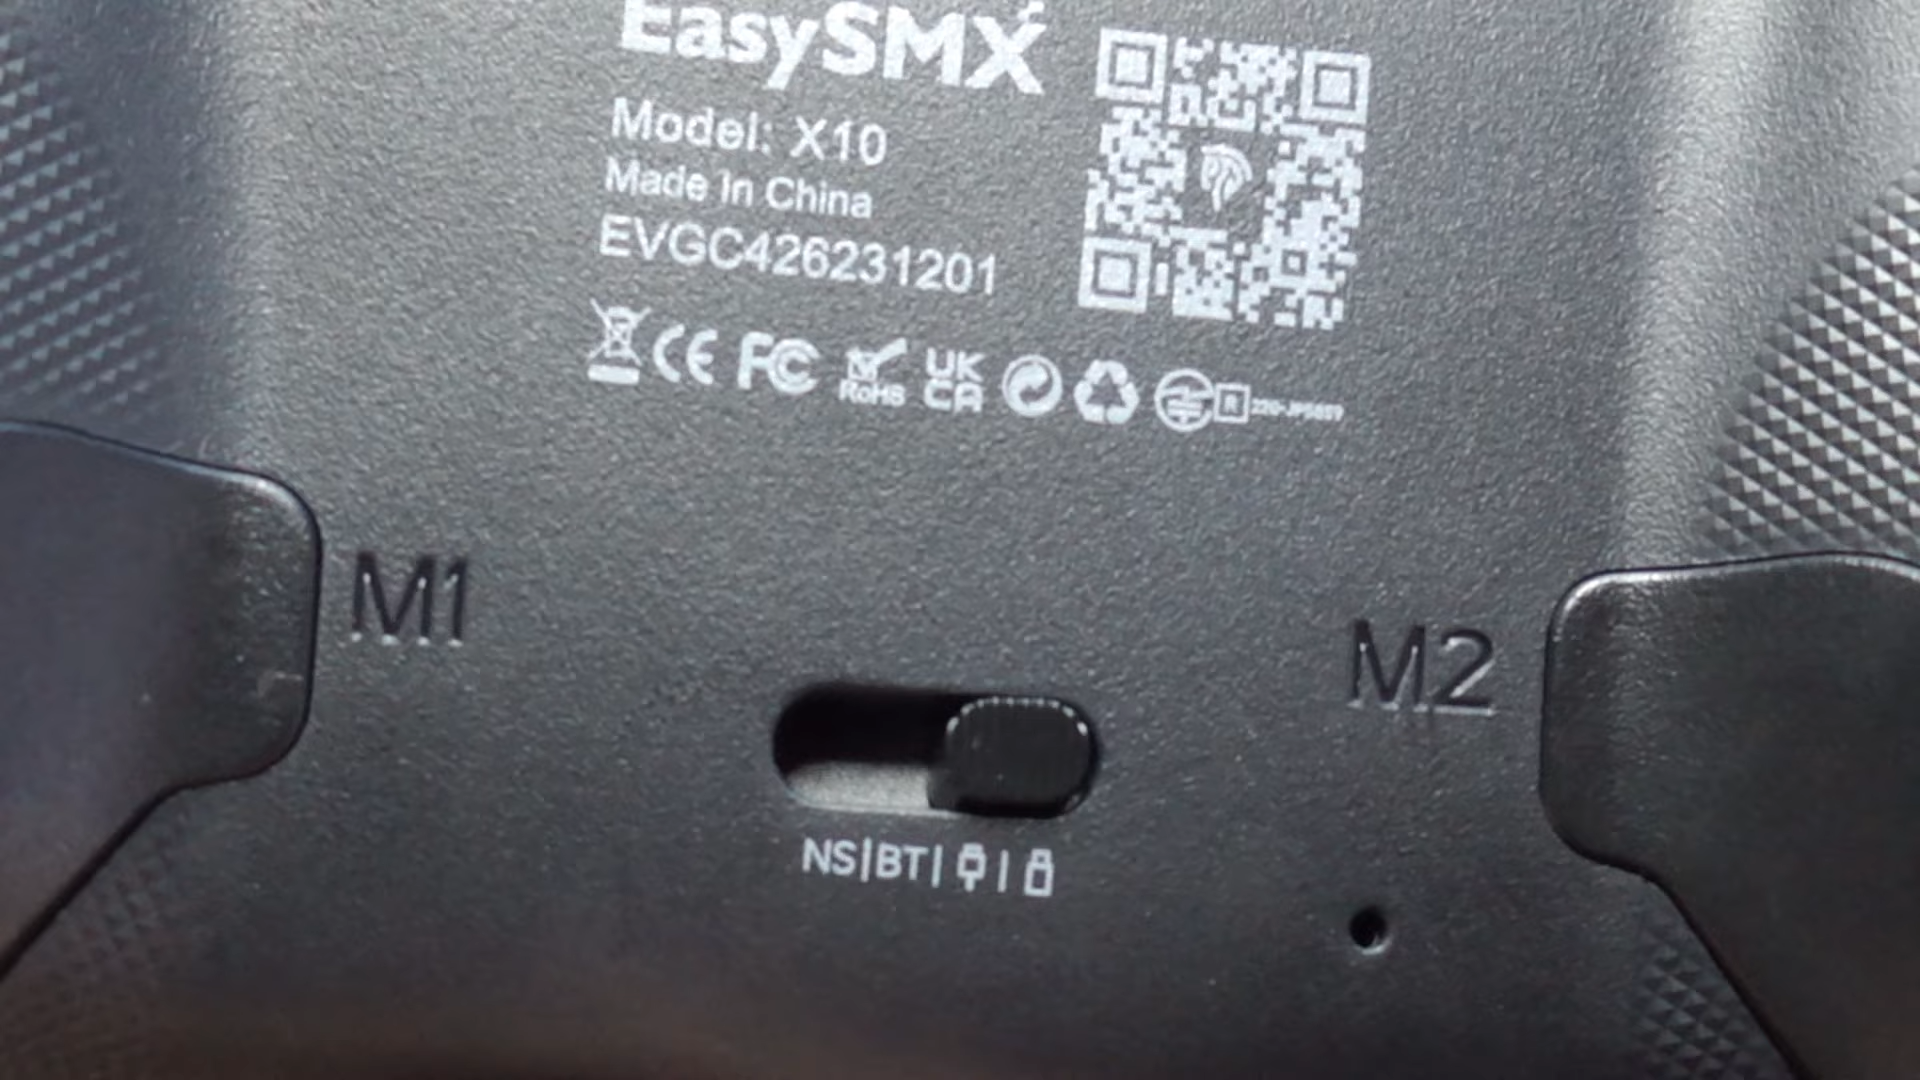 EasySMX
Model: X10
Made In China
EVGC426231201
CE FC RoHS UK CA R
M1
M2
NS|BT| |